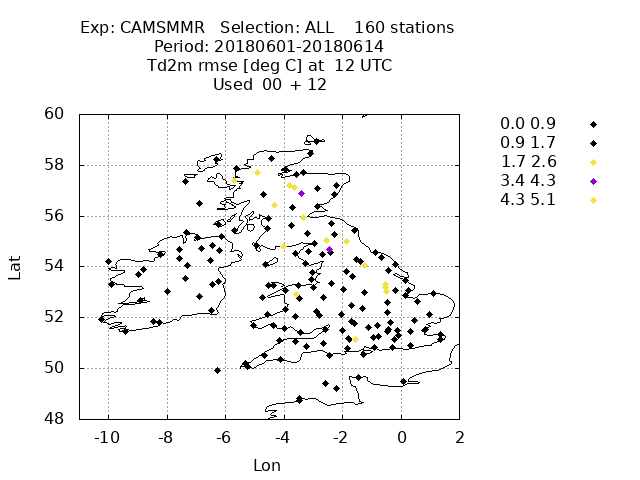 Exp: CAMSMMR   Selection: ALL    160 stations
Period: 20180601-20180614
Td2m rmse [deg C] at  12 UTC
Used  00 + 12
0.0 0.9
0.9 1.7
1.7 2.6
3.4 4.3
4.3 5.1
60
58
56
54
52
50
48
Lat
-10 -8 -6 -4 -2 0 2
Lon